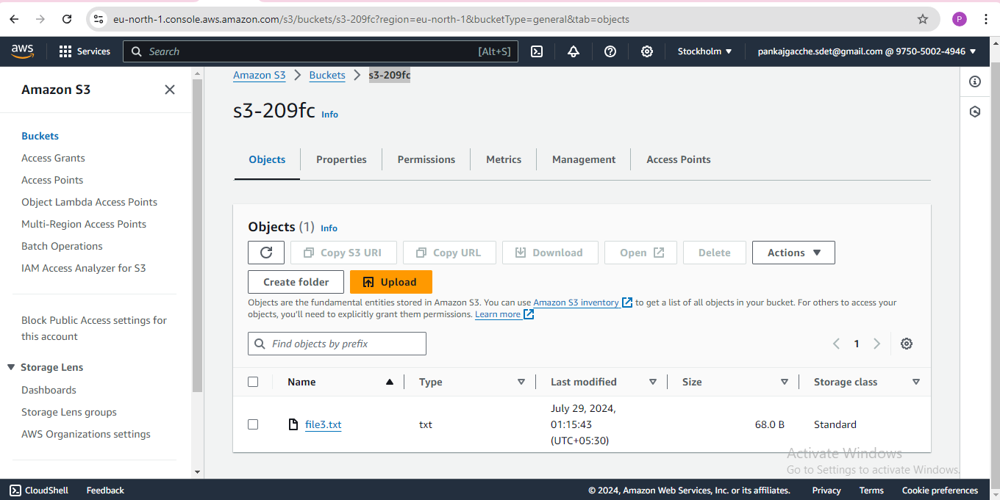 eu-north-1.console.aws.amazon.com/s3/buckets/s3-209fc?region=eu-north-1&bucketType=general&tab=objects
P
aws
Services
Search
[Alt+S]
Stockholm
pankajgacche.sdet@gmail.com @ 9750-5002-4946
Amazon S3
Buckets
Access Grants
Access Points
Object Lambda Access Points
Multi-Region Access Points
Batch Operations
IAM Access Analyzer for S3
Block Public Access settings for
this account
Storage Lens
Dashboards
Storage Lens groups
AWS Organizations settings
Amazon S3 > Buckets > s3-209fc
s3-209fc Info
Objects
Properties
Permissions
Metrics
Management
Access Points
Objects (1) Info
Copy S3 URI
Copy URL
Download
Open
Delete
Actions
Create folder
Upload
Objects are the fundamental entities stored in Amazon S3. You can use Amazon S3 inventory to get a list of all objects in your bucket. For others to access your
objects, you'll need to explicitly grant them permissions. Learn more
Find objects by prefix
1
Name
Type
Last modified
Size
Storage class
file3.txt
txt
July 29, 2024,
01:15:43
(UTC+05:30)
68.0 B
Standard
Activate Windows
Go to Settings to activate Windows.
CloudShell
Feedback
© 2024, Amazon Web Services, Inc. or its affiliates.
Privacy
Terms
Cookie preferences